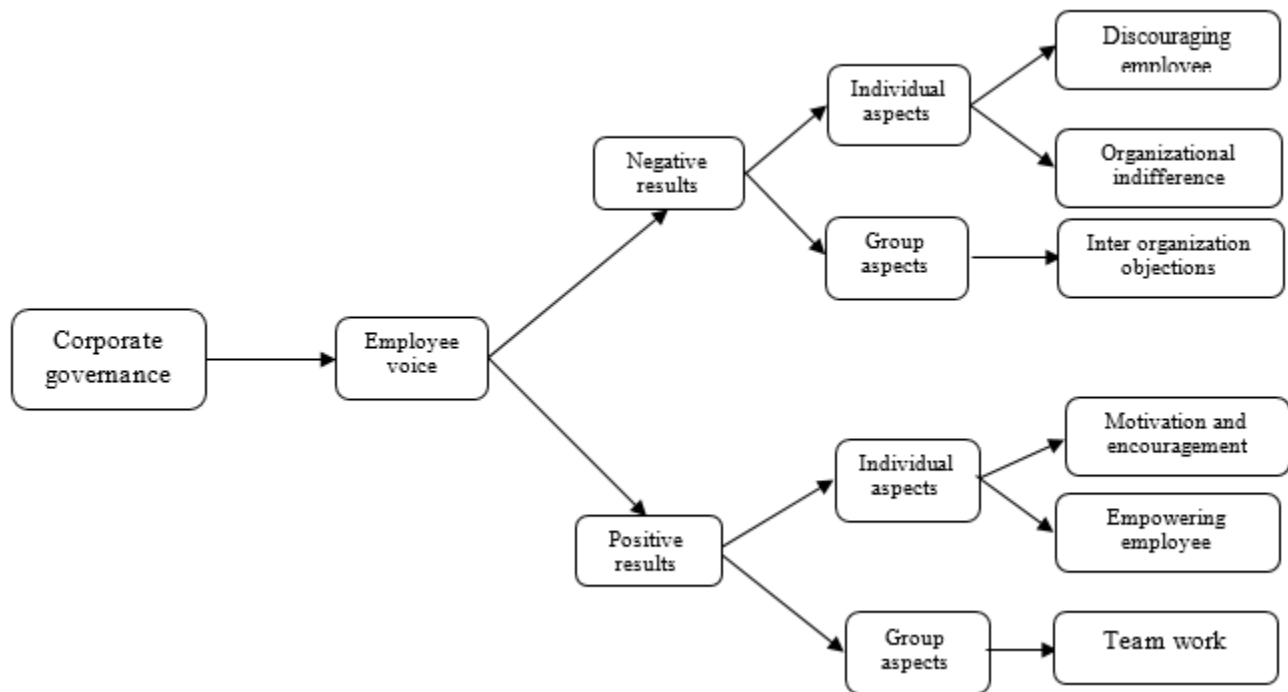 Discouraging
employee
Individual
aspects
Organizational
indifference
Negative
results
Group
aspects
Inter organization
objections
Corporate
governance
Employee
voice
Motivation and
encouragement
Individual
aspects
Empowering
employee
Positive
results
Group
aspects
Team work